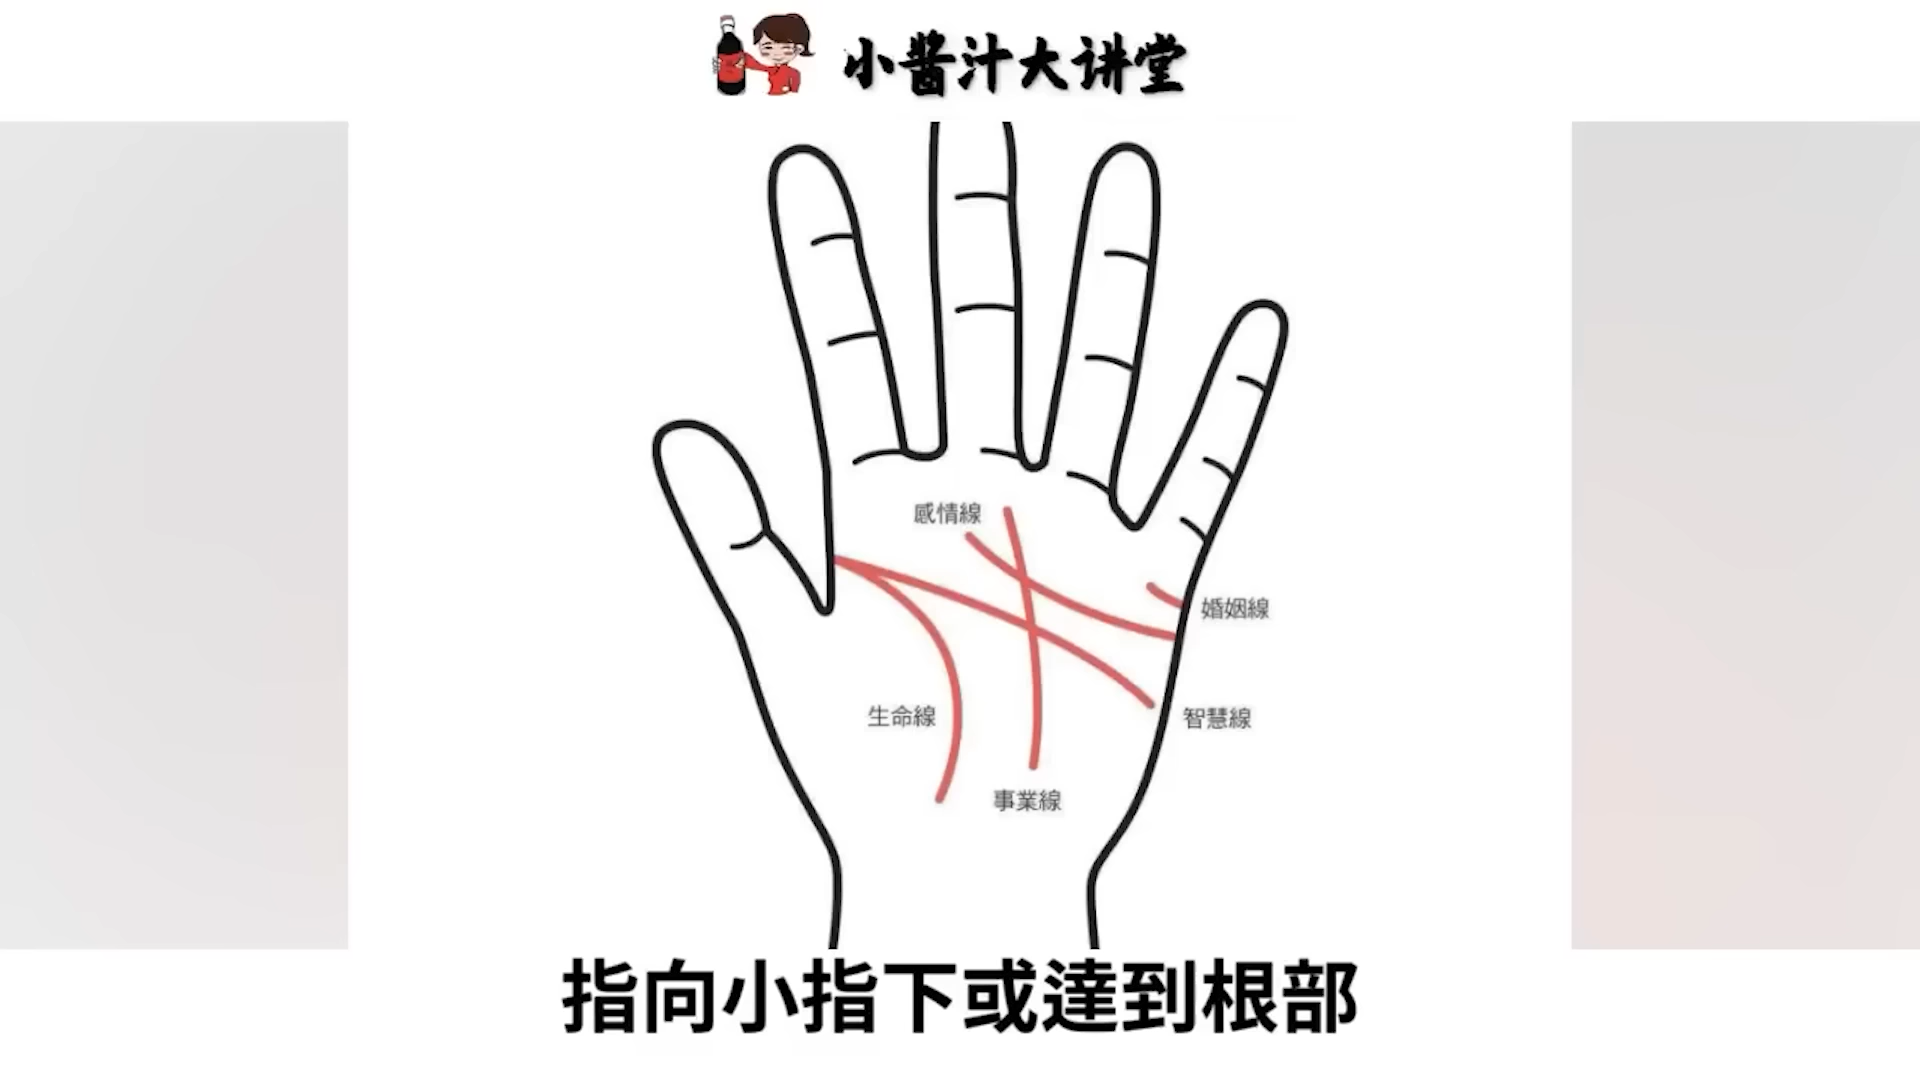 小酱汁大讲堂
感情線
婚姻線
生命線
智慧線
事業線
指向小指下或達到根部